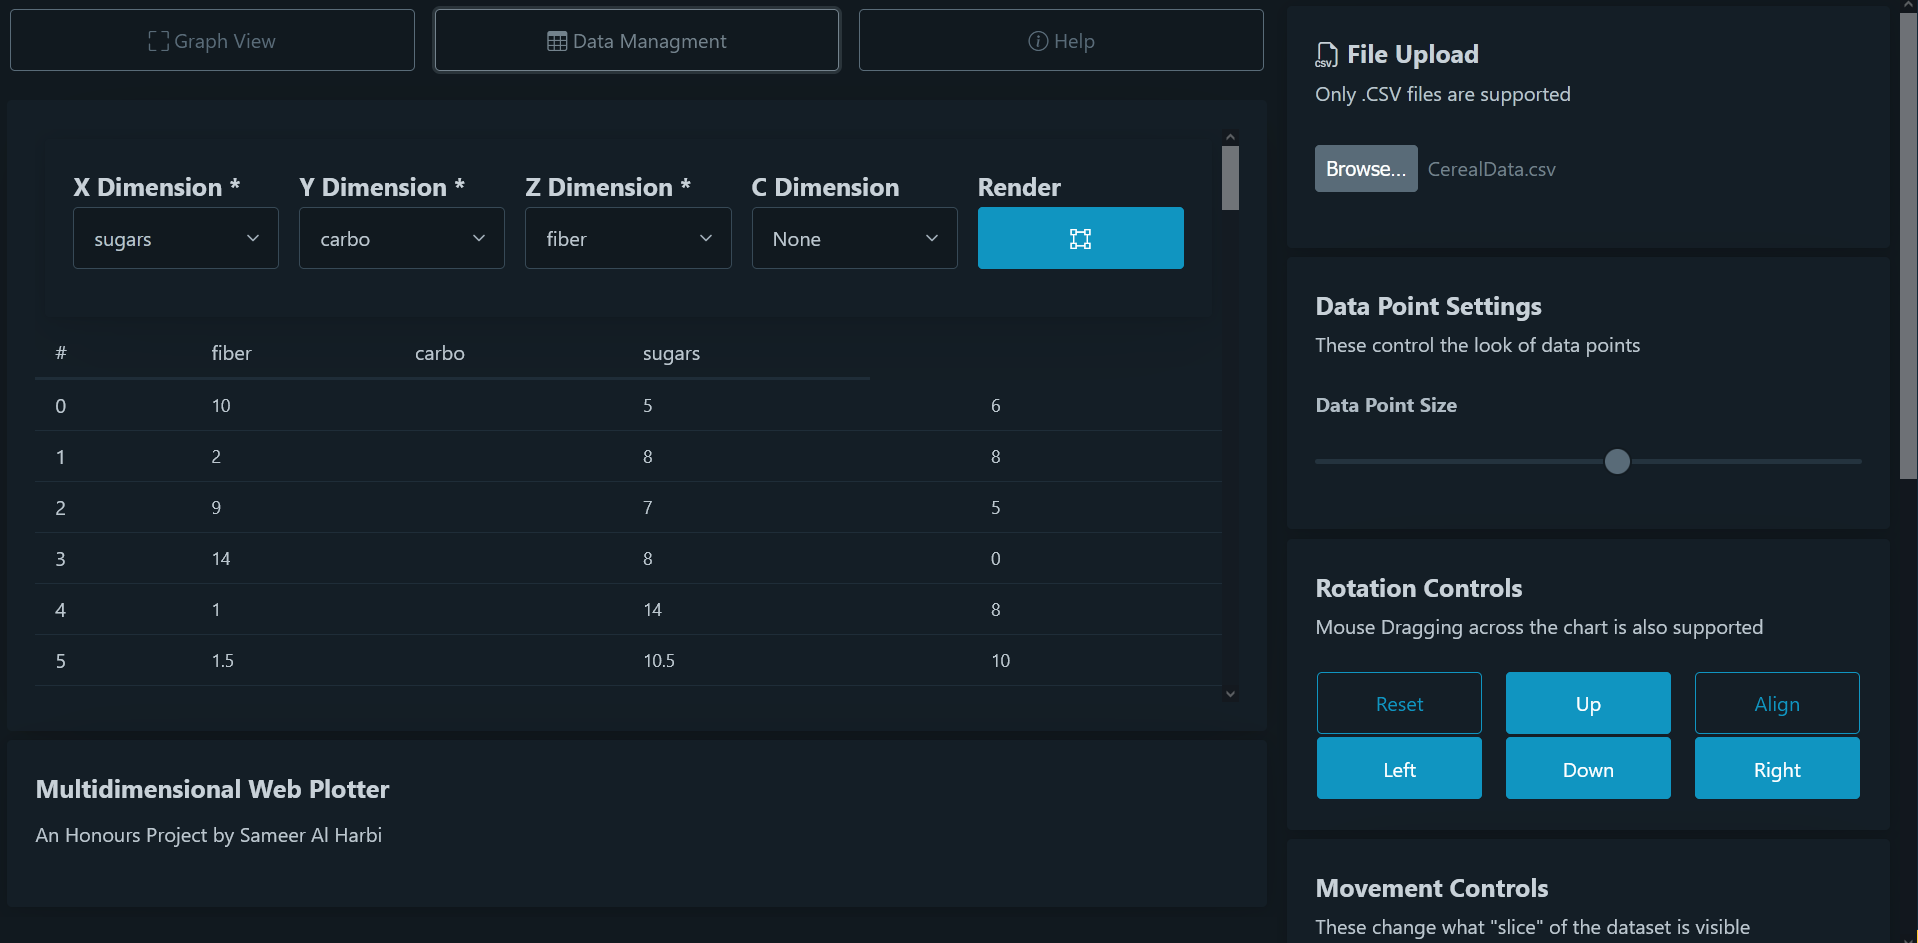 Graph View
Data Managment
Help
X Dimension *
Y Dimension *
Z Dimension *
C Dimension
Render
sugars
carbo
fiber
None
# fiber carbo sugars
0 10 5 6
1 2 8 8
2 9 7 5
3 14 8 0
4 1 14 8
5 1.5 10.5 10
Multidimensional Web Plotter
An Honours Project by Sameer Al Harbi
CSV File Upload
Only .CSV files are supported
Browse... CerealData.csv
Data Point Settings
These control the look of data points
Data Point Size
Rotation Controls
Mouse Dragging across the chart is also supported
Reset Up Align
Left Down Right
Movement Controls
These change what "slice" of the dataset is visible